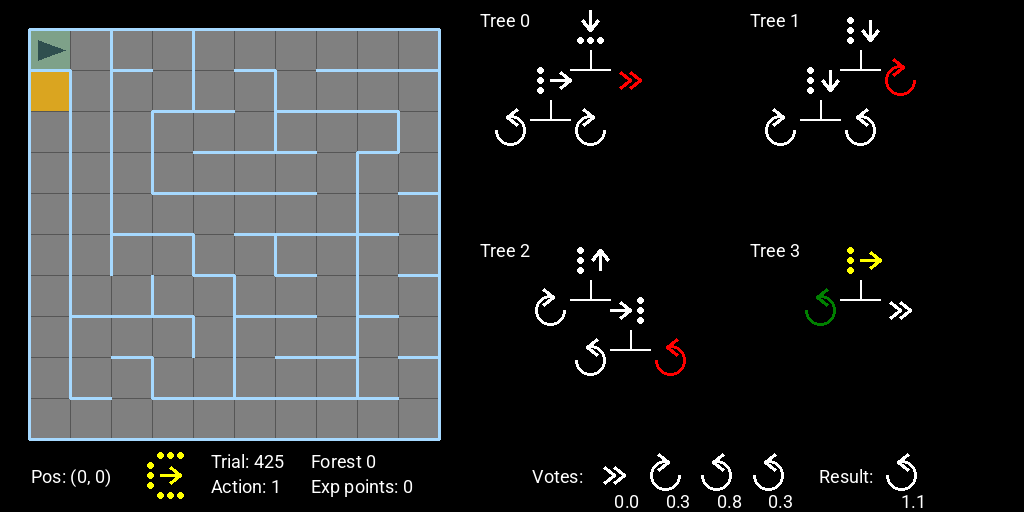 Tree 0
Tree 1
Tree 2
Tree 3
Pos: (0, 0)
Trial: 425
Forest 0
Action: 1
Exp points: 0
Votes:
0.0
0.3
0.8
0.3
Result:
1.1